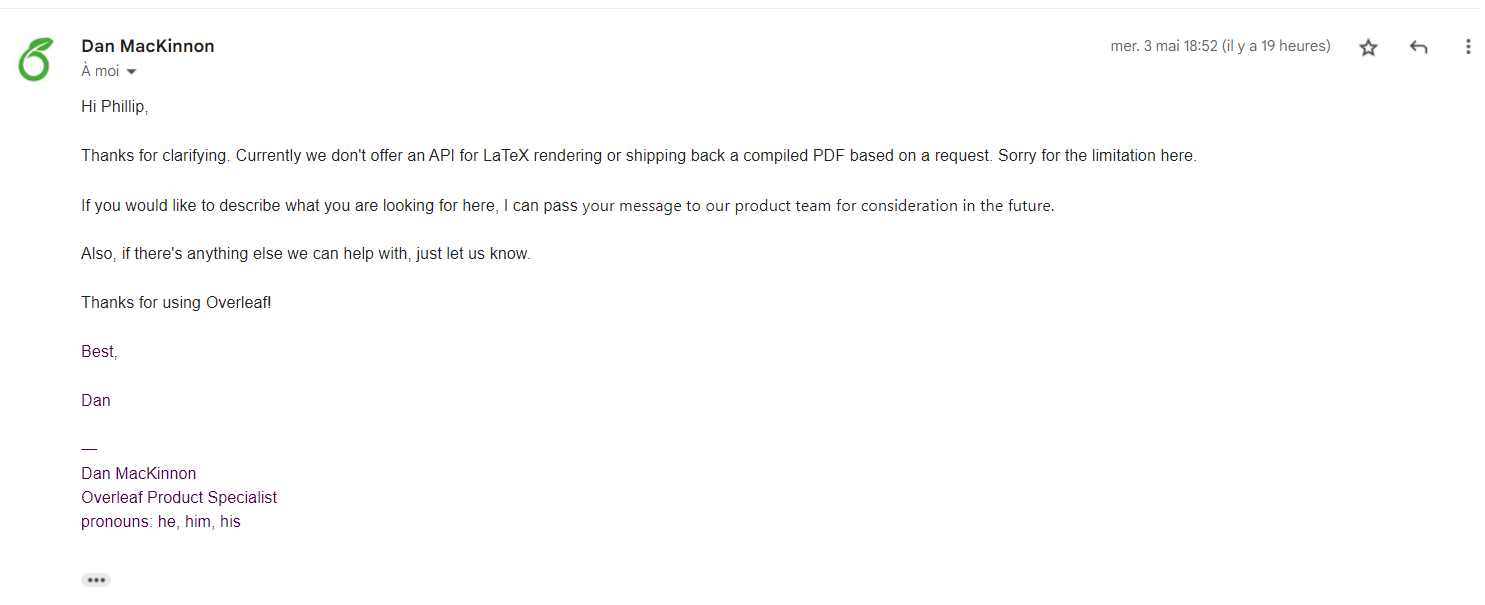 Dan MacKinnon
mer. 3 mai 18:52 (il y a 19 heures)
À moi
Hi Phillip,
Thanks for clarifying. Currently we don't offer an API for LaTeX rendering or shipping back a compiled PDF based on a request. Sorry for the limitation here.
If you would like to describe what you are looking for here, I can pass your message to our product team for consideration in the future.
Also, if there's anything else we can help with, just let us know.
Thanks for using Overleaf!
Best,
Dan
—
Dan MacKinnon
Overleaf Product Specialist
pronouns: he, him, his